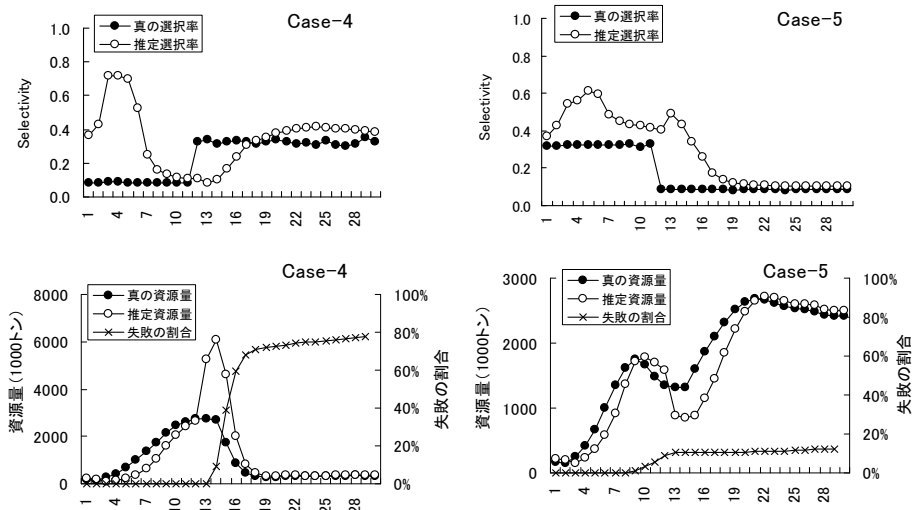 Case-4
真の選択率
推定選択率
Selectivity
1.0
0.8
0.6
0.4
0.2
0.0
1 4 7 10 13 16 19 22 25 28
Case-5
真の選択率
推定選択率
Selectivity
1.0
0.8
0.6
0.4
0.2
0.0
1 4 7 10 13 16 19 22 25 28
Case-4
真の資源量
推定資源量
失敗の割合
資源量(1000トン)
8000
6000
4000
2000
0
100%
80%
60%
40%
20%
0%
失敗の割合
1 4 7 10 13 16 19 22 25 28
Case-5
真の資源量
推定資源量
失敗の割合
資源量(1000トン)
3000
2000
1000
0
100%
80%
60%
40%
20%
0%
失敗の割合
1 4 7 10 13 16 19 22 25 28